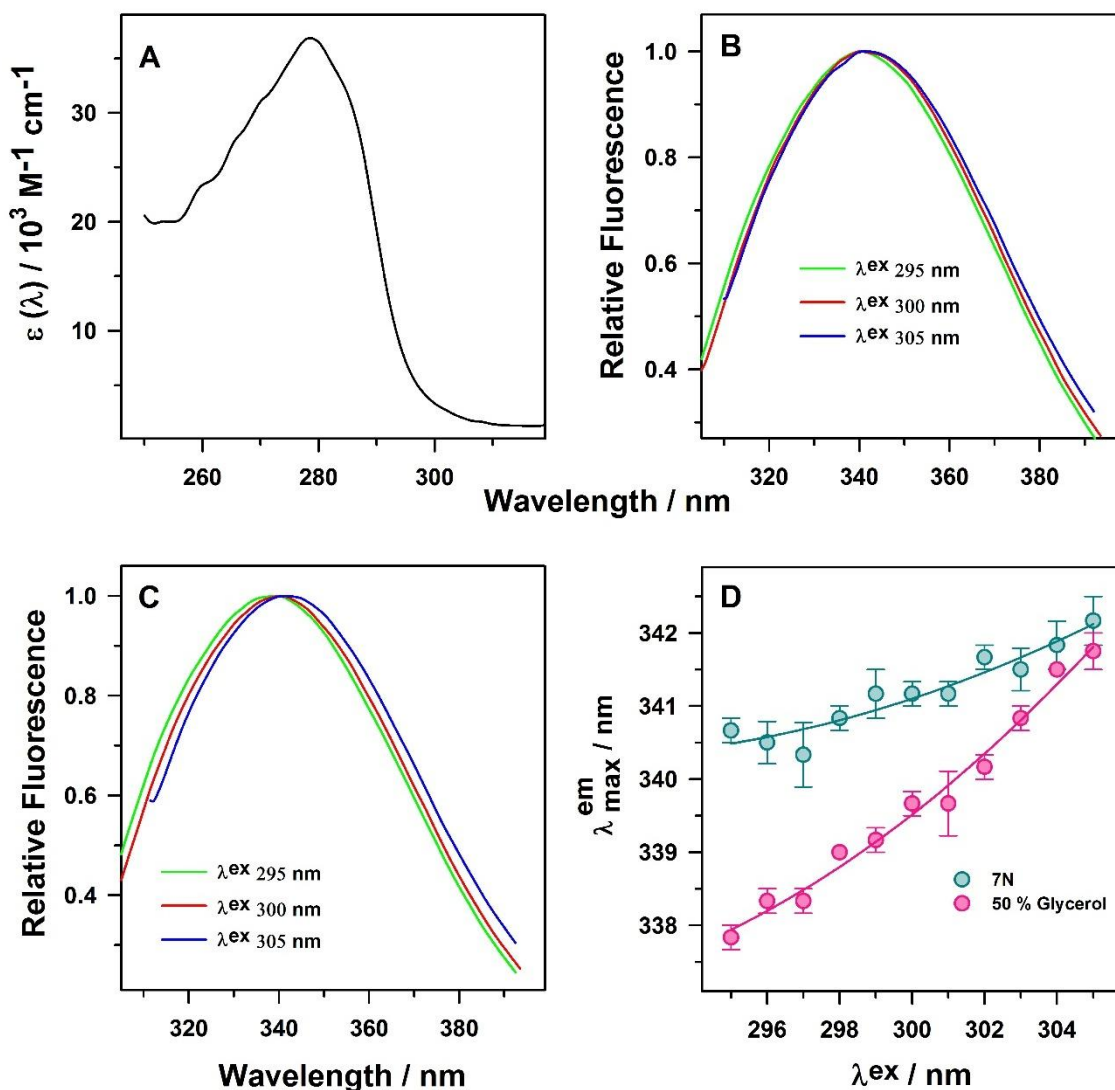 A
ε (λ) / 10³ M⁻¹ cm⁻¹
30
20
10
260
280
300
B
Relative Fluorescence
1.0
0.8
0.6
0.4
λᵉˣ 295 nm
λᵉˣ 300 nm
λᵉˣ 305 nm
320
340
360
380
Wavelength / nm
C
Relative Fluorescence
1.0
0.8
0.6
0.4
λᵉˣ 295 nm
λᵉˣ 300 nm
λᵉˣ 305 nm
320
340
360
380
Wavelength / nm
D
λ em max / nm
342
341
340
339
338
7N
50 % Glycerol
296
298
300
302
304
λᵉˣ / nm